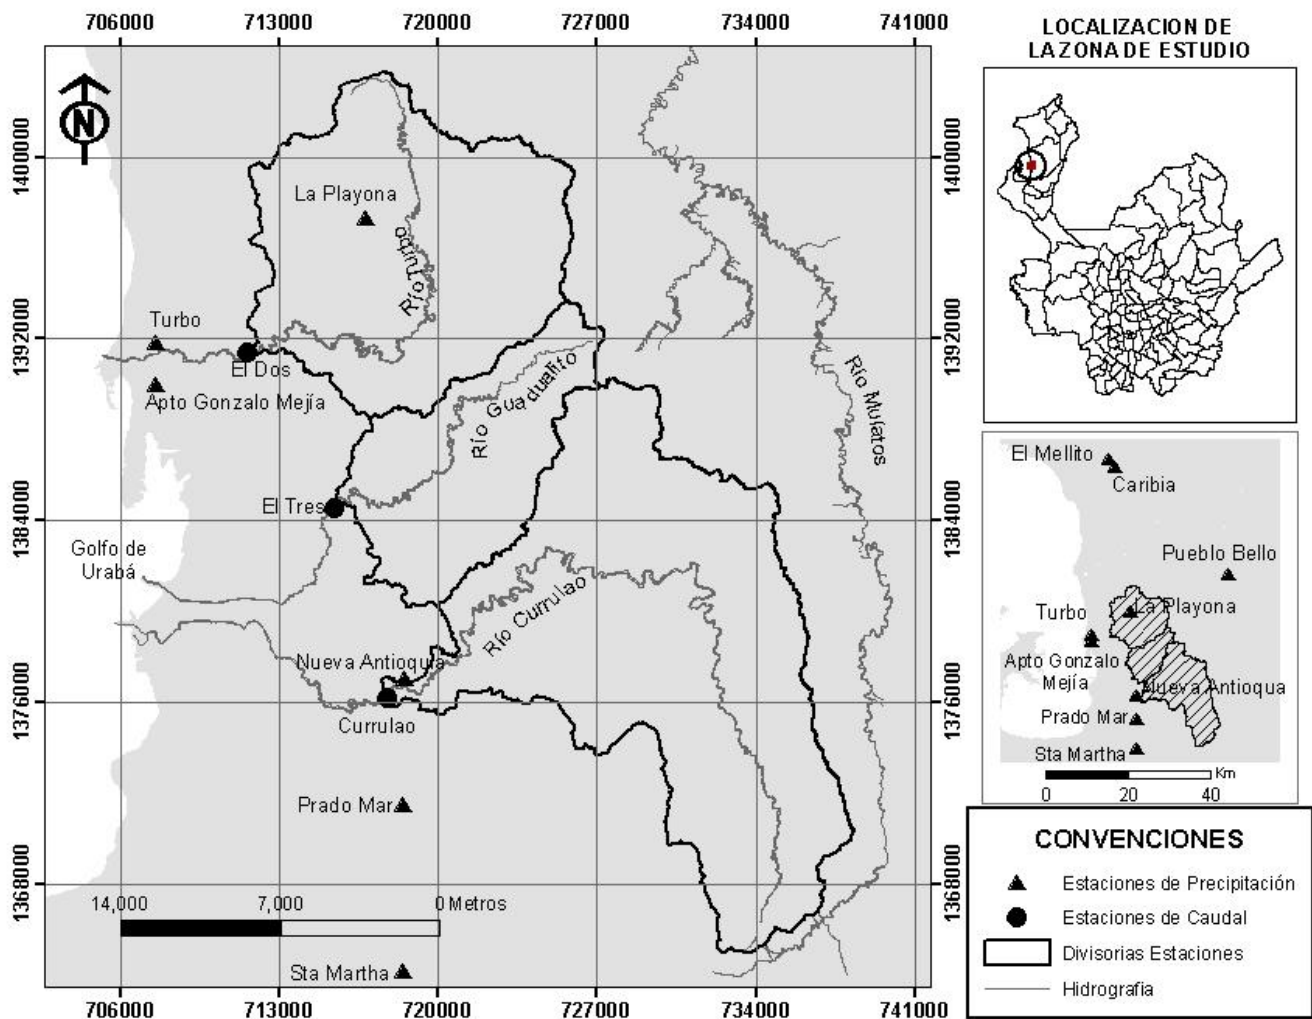 706000 713000 720000 727000 734000 741000
N
1400000
1392000
1384000
1376000
1368000
La Playona
Río Turbo
Turbo
El Dos
Apto Gonzalo Mejía
Río Guadualito
Río Mulatos
El Tres
Golfo de
Urabá
Río Currulao
Nueva Antioquia
Currulao
Prado Mar
14,000 7,000 0 Metros
Sta Martha
1400000
1392000
1384000
1376000
1368000
706000 713000 720000 727000 734000 741000
LOCALIZACION DE
LA ZONA DE ESTUDIO
El Mellito
Caribia
Pueblo Bello
La Playona
Turbo
Apto Gonzalo
Mejía
Nueva Antioqua
Prado Mar
Sta Martha
Km
0 20 40
CONVENCIONES
Estaciones de Precipitación
Estaciones de Caudal
Divisorias Estaciones
Hidrografia